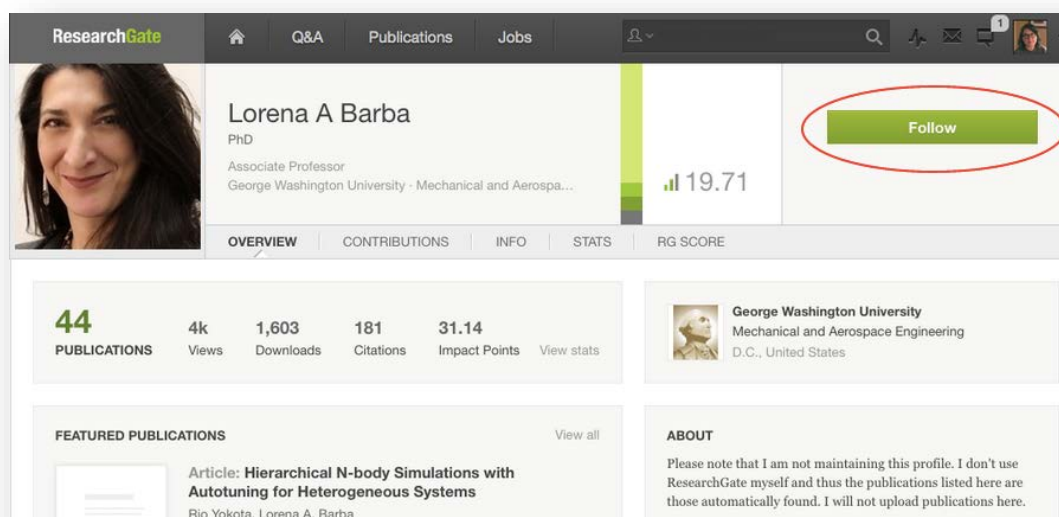 ResearchGate
Q&A
Publications
Jobs
1
Lorena A Barba
PhD
Associate Professor
George Washington University · Mechanical and Aerospa...
19.71
Follow
OVERVIEW
CONTRIBUTIONS
INFO
STATS
RG SCORE
44
PUBLICATIONS
4k
Views
1,603
Downloads
181
Citations
31.14
Impact Points
View stats
George Washington University
Mechanical and Aerospace Engineering
D.C., United States
FEATURED PUBLICATIONS
View all
Article: Hierarchical N-body Simulations with
Autotuning for Heterogeneous Systems
Rio Yokota, Lorena A. Barba
ABOUT
Please note that I am not maintaining this profile. I don't use
ResearchGate myself and thus the publications listed here are
those automatically found. I will not upload publications here.